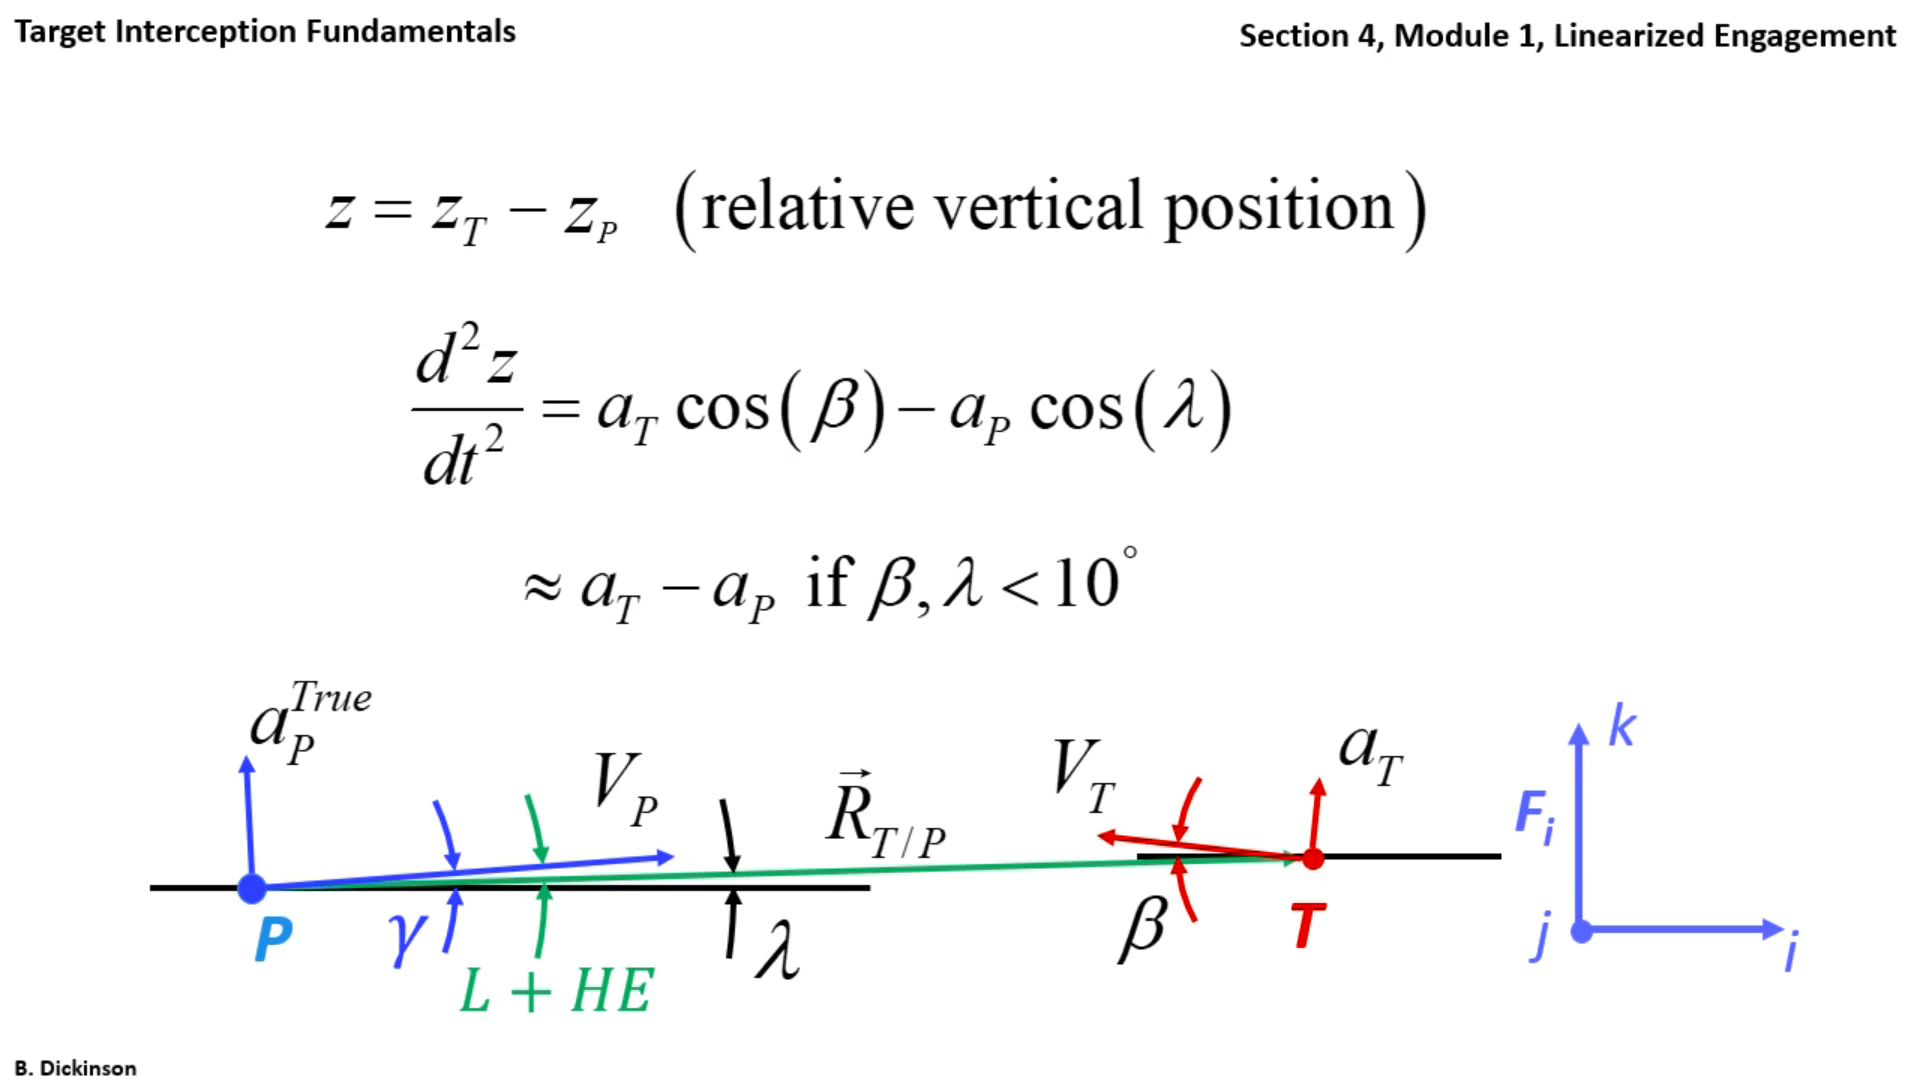 Target Interception Fundamentals
Section 4, Module 1, Linearized Engagement
z = z_T − z_P (relative vertical position)
d²z/dt² = a_T cos(β) − a_P cos(λ)
≈ a_T − a_P if β, λ < 10°
a_P^True
V_P
R⃗_T/P
V_T
a_T
k
F_i
P
γ
L + HE
λ
β
T
j
i
B. Dickinson